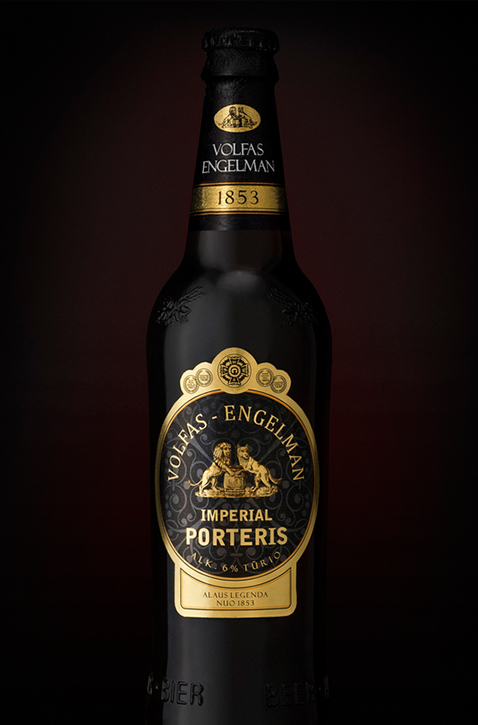 VOLFAS
ENGELMAN
1853
VOLFAS - ENGELMAN
IMPERIAL
PORTERIS
ALK. 6% TŪRIO
ALAUS LEGENDA
NUO 1853
BIER BEER